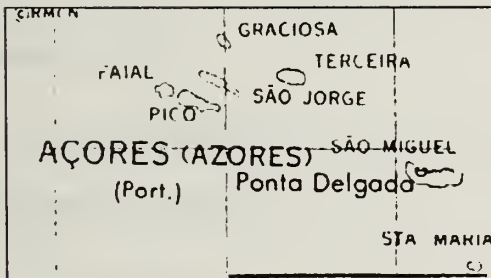 GRACIOSA
TERCEIRA
FAIAL
SÃO JORGE
PICO
AÇORES (AZORES)
SÃO MIGUEL
(Port.)
Ponta Delgada
STA MARIA